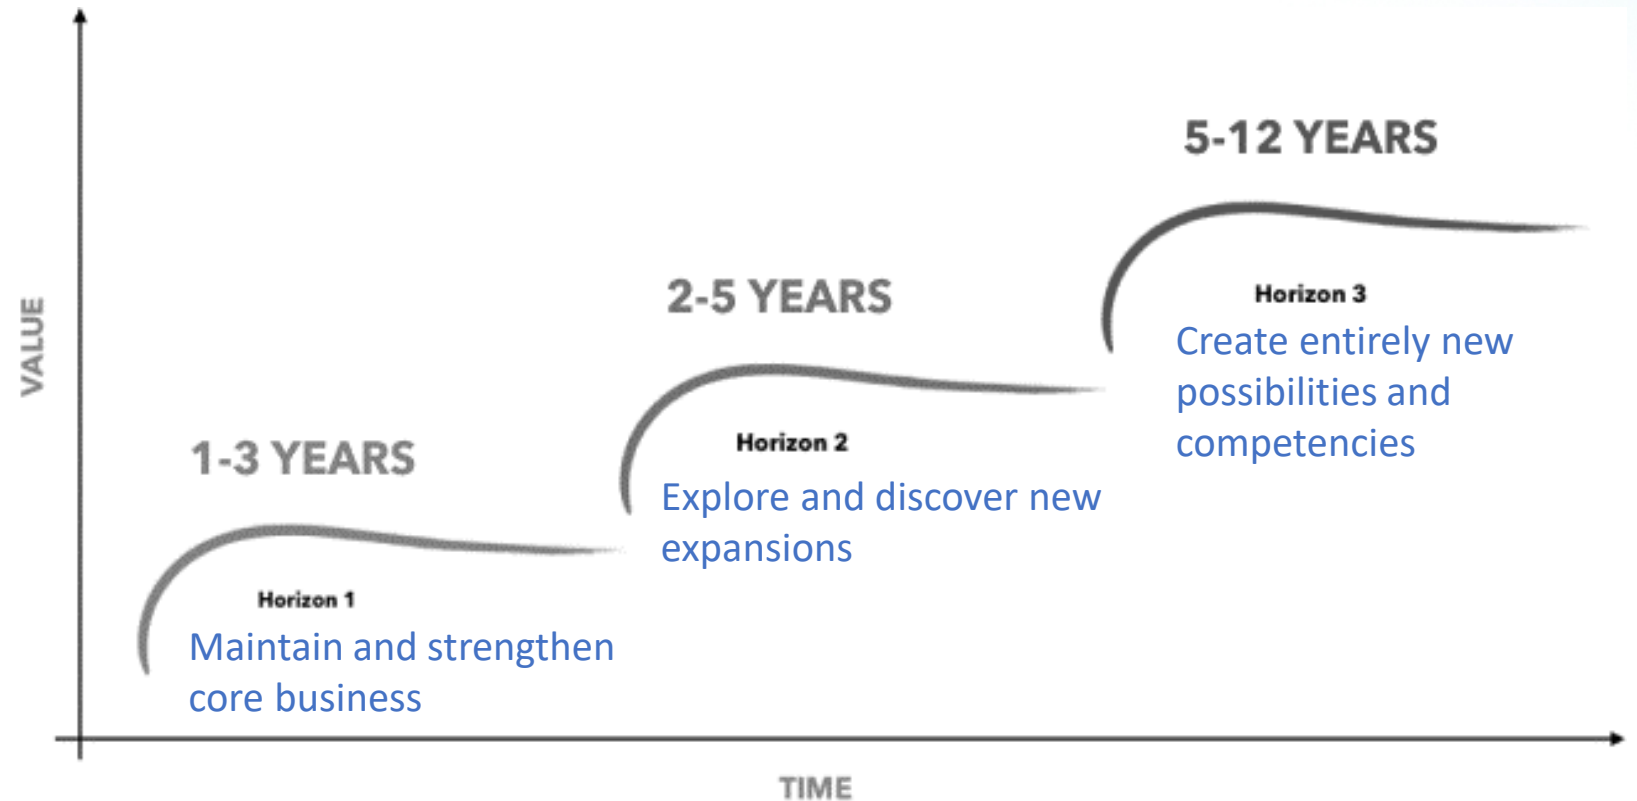 5-12 YEARS
Horizon 3
Create entirely new
possibilities and
competencies
2-5 YEARS
Horizon 2
Explore and discover new
expansions
1-3 YEARS
Horizon 1
Maintain and strengthen
core business
VALUE
TIME